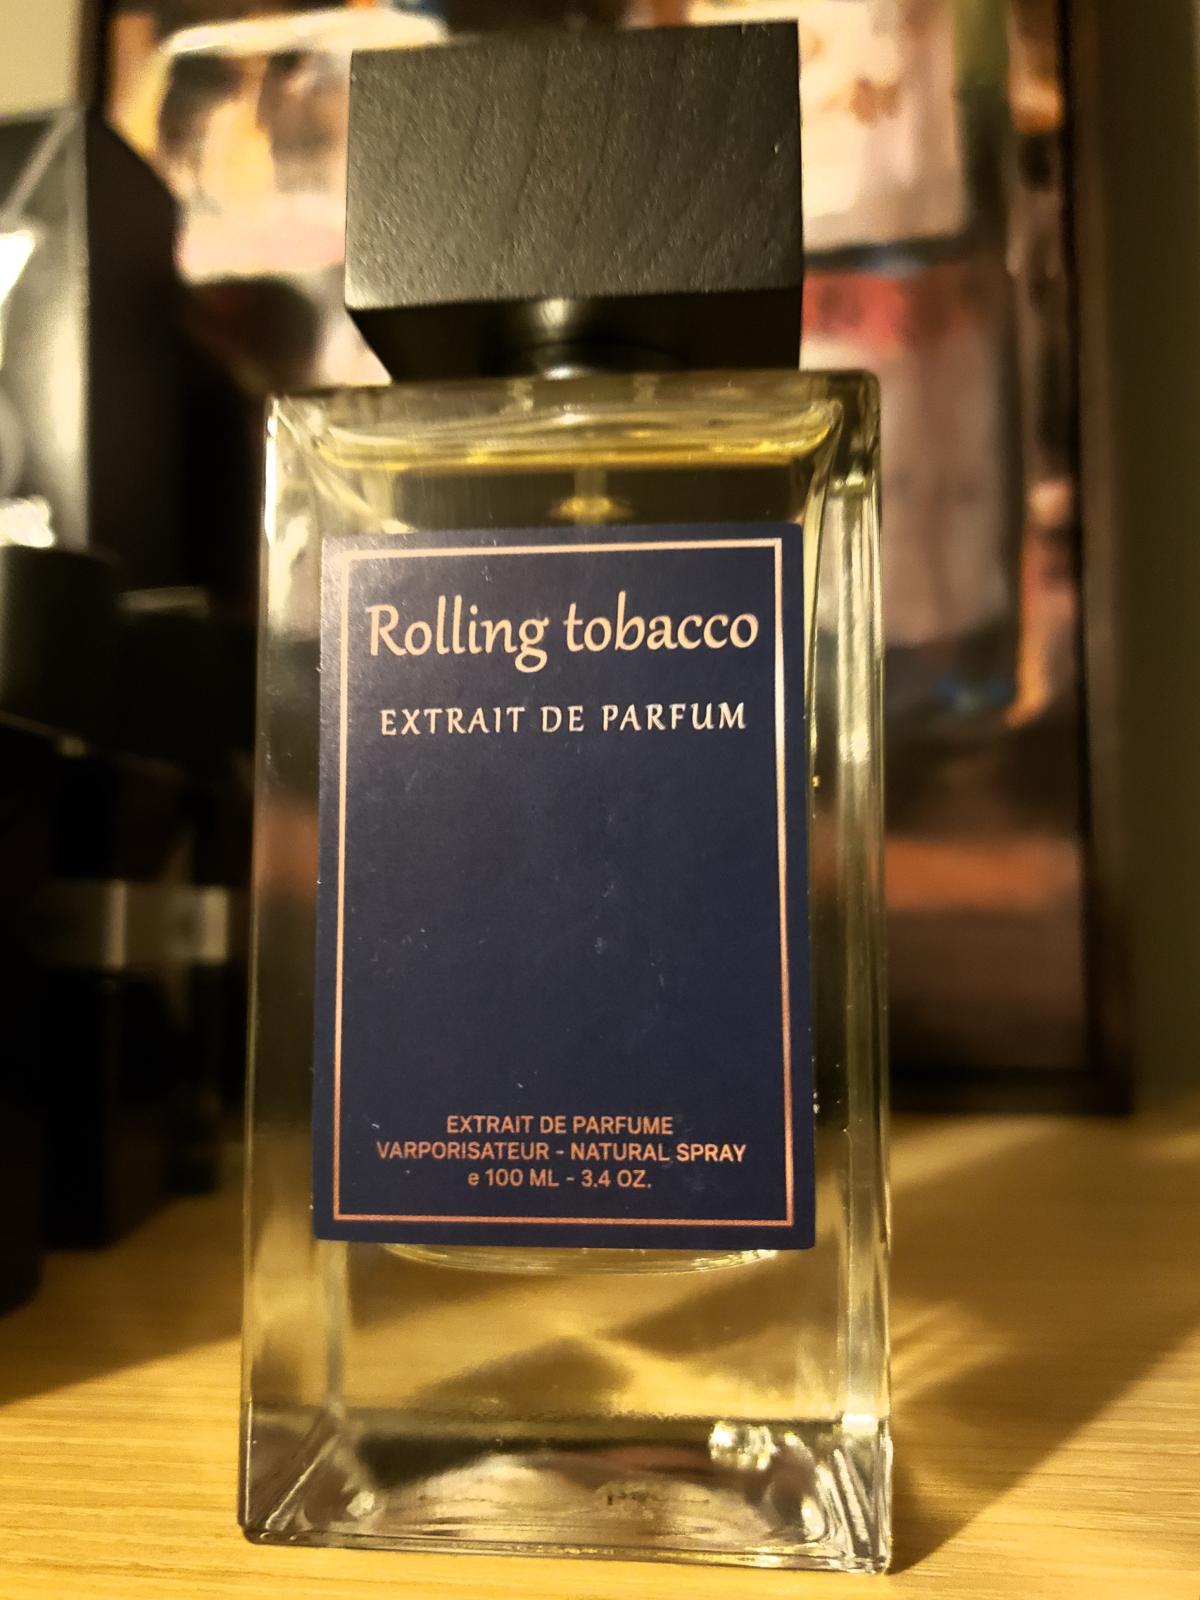 Rolling tobacco
EXTRAIT DE PARFUM
EXTRAIT DE PARFUME
VARPORISATEUR - NATURAL SPRAY
e 100 ML - 3.4 OZ.